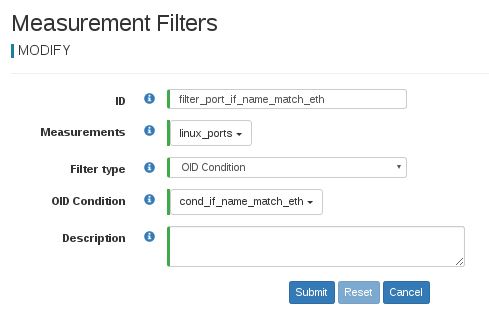 Measurement Filters
MODIFY
ID filter_port_if_name_match_eth
Measurements linux_ports
Filter type OID Condition
OID Condition cond_if_name_match_eth
Description
Submit Reset Cancel